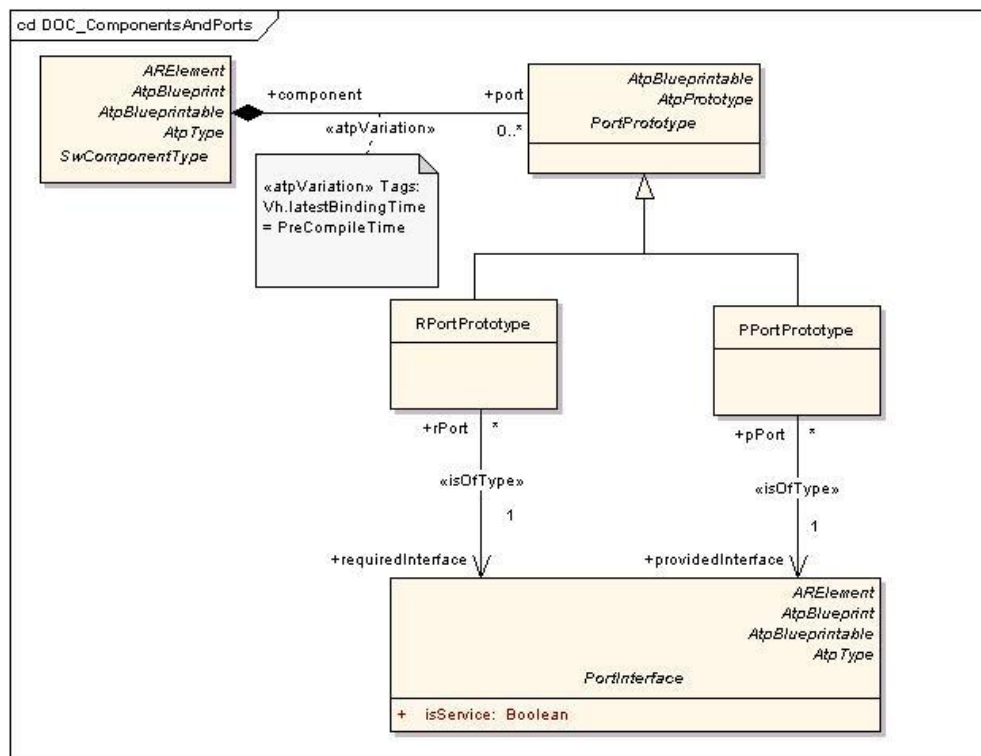 cd DOC_ComponentsAndPorts
ARElement
AtpBlueprint
AtpBlueprintable
AtpType
SwComponentType
+component
+port
«atpVariation»
0..*
AtpBlueprintable
AtpPrototype
PortPrototype
«atpVariation» Tags:
Vh.latestBindingTime
= PreCompileTime
RPortPrototype
PPortPrototype
+rPort *
+pPort *
«isOfType»
«isOfType»
1
1
+requiredInterface
+providedInterface
ARElement
AtpBlueprint
AtpBlueprintable
AtpType
PortInterface
+ isService: Boolean